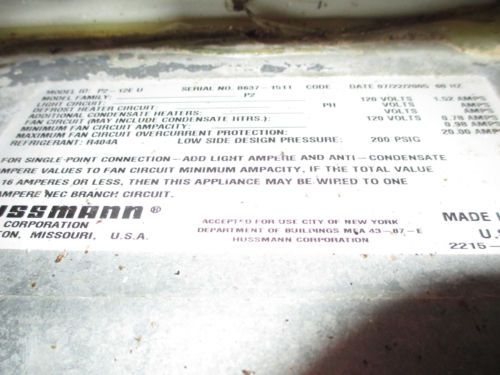 MODEL ID: P2-12E U SERIAL NO. B637-1511 CODE DATE 07/22/2005 60 HZ
MODEL FAMILY: P2
LIGHT CIRCUIT: 120 VOLTS 1.52 AMPS
DEFROST HEATER CIRCUIT: PH VOLTS AMPS
ADDITIONAL CONDENSATE HEATERS: VOLTS AMPS
FAN CIRCUIT (MAY INCLUDE CONDENSATE HTRS.): 120 VOLTS 0.78 AMPS
MINIMUM FAN CIRCUIT AMPACITY: 0.98 AMPS
MAXIMUM FAN CIRCUIT OVERCURRENT PROTECTION: 20.00 AMPS
REFRIGERANT: R404A LOW SIDE DESIGN PRESSURE: 200 PSIG
FOR SINGLE-POINT CONNECTION-ADD LIGHT AMPERE AND ANTI-CONDENSATE
AMPERE VALUES TO FAN CIRCUIT MINIMUM AMPACITY, IF THE TOTAL VALUE
16 AMPERES OR LESS, THEN THIS APPLIANCE MAY BE WIRED TO ONE
AMPERE NEC BRANCH CIRCUIT.
HUSSMANN®
CORPORATION
TON, MISSOURI, U.S.A.
ACCEPTED FOR USE CITY OF NEW YORK
DEPARTMENT OF BUILDINGS MEA 43-87-E
HUSSMANN CORPORATION
MADE
U.S
2215-